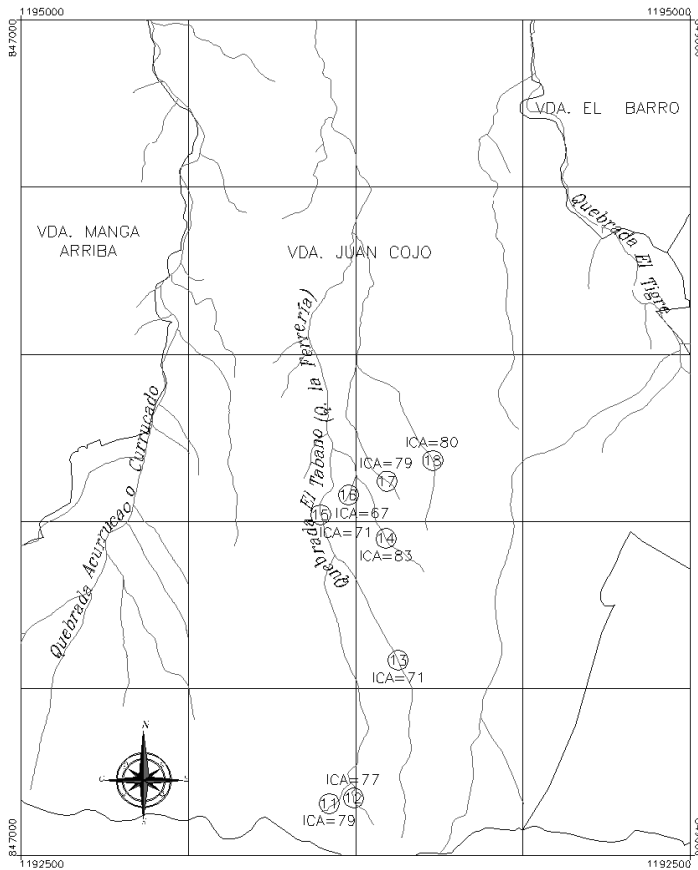 1195000
1195000
847000
VDA. EL BARRO
Quebrada El Tigre
VDA. MANGA
ARRIBA
VDA. JUAN COJO
Quebrada El Tabano (Q. la Ferrería)
Quebrada Acurrucao o Currucado
ICA=80
18
ICA=79
17
16
ICA=67
15
ICA=71
14
ICA=83
13
ICA=71
N
ICA=77
12
11
ICA=79
847000
1192500
1192500